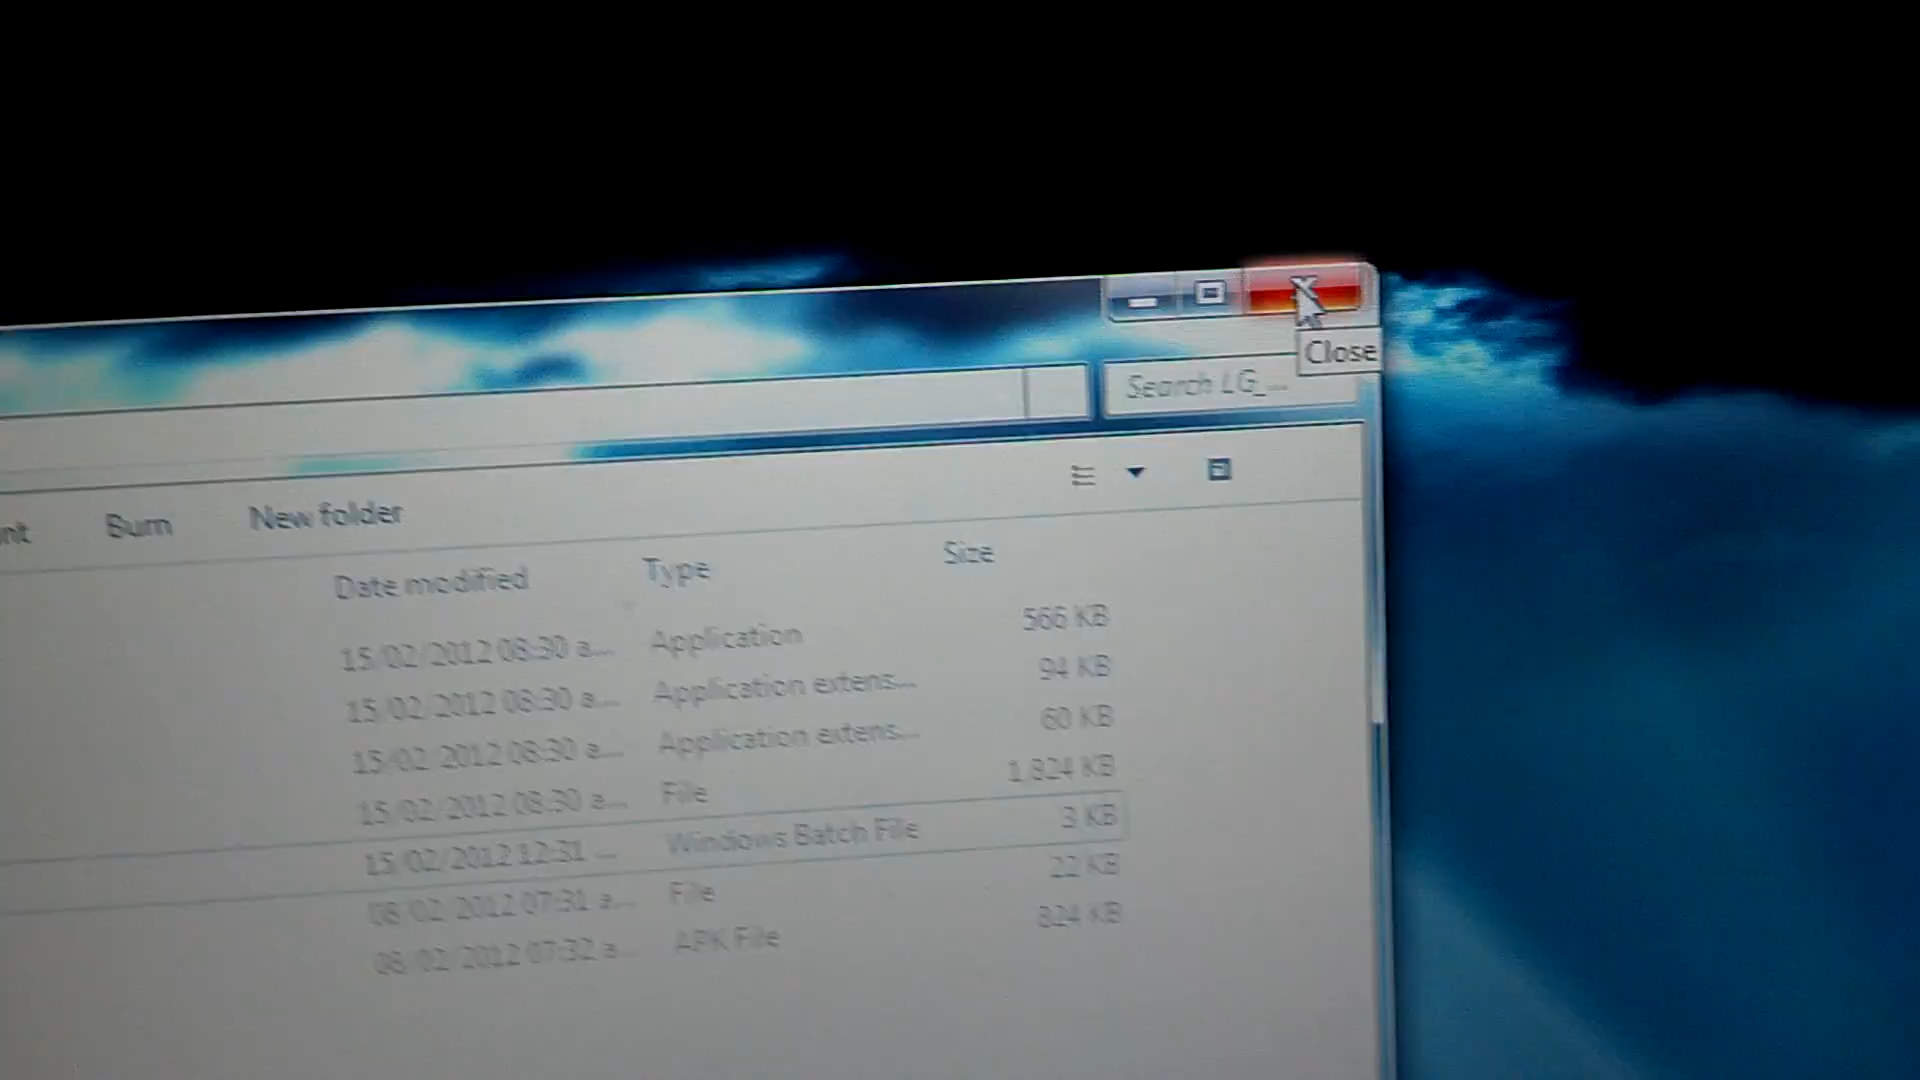 Close
Search LG_...
nt Burn New folder
Date modified Type Size
15/02/2012 08:30 a... Application 566 KB
15/02/2012 08:30 a... Application extens... 94 KB
15/02/2012 08:30 a... Application extens... 60 KB
15/02/2012 08:30 a... File 1,824 KB
15/02/2012 12:31 ... Windows Batch File 3 KB
08/02/2012 07:31 a... File 22 KB
08/02/2012 07:32 a... APK File 824 KB